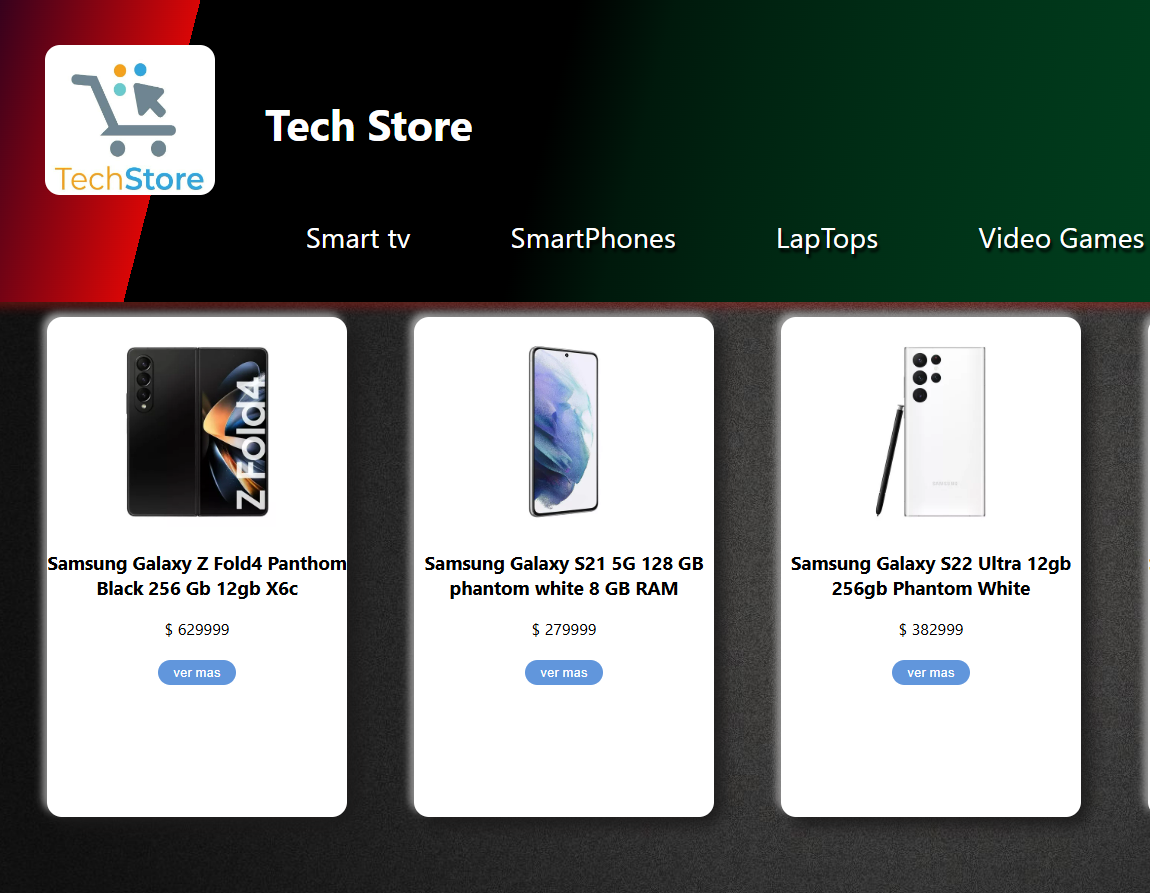 TechStore
Tech Store
Smart tv
SmartPhones
LapTops
Video Games
Z Fold4
SAMSUNG
Samsung Galaxy Z Fold4 Panthom
Black 256 Gb 12gb X6c
$ 629999
ver mas
Samsung Galaxy S21 5G 128 GB
phantom white 8 GB RAM
$ 279999
ver mas
Samsung Galaxy S22 Ultra 12gb
256gb Phantom White
$ 382999
ver mas